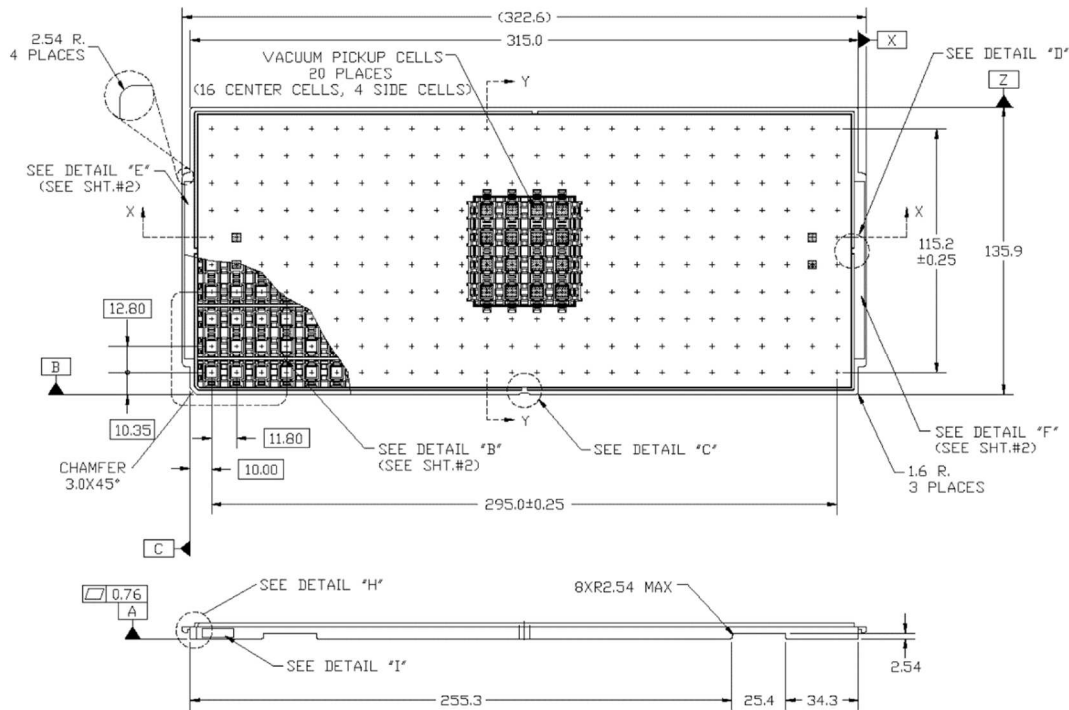 (322.6)
315.0
X
2.54 R.
4 PLACES
VACUUM PICKUP CELLS
20 PLACES
(16 CENTER CELLS, 4 SIDE CELLS)
Y
SEE DETAIL "D"
Z
SEE DETAIL "E"
(SEE SHT.#2)
X
X
115.2
±0.25
135.9
12.80
B
10.35
11.80
10.00
CHAMFER
3.0X45°
SEE DETAIL "B"
(SEE SHT.#2)
Y
SEE DETAIL "C"
SEE DETAIL "F"
(SEE SHT.#2)
1.6 R.
3 PLACES
295.0±0.25
C
0.76
A
SEE DETAIL "H"
8XR2.54 MAX
SEE DETAIL "I"
2.54
255.3
25.4
34.3